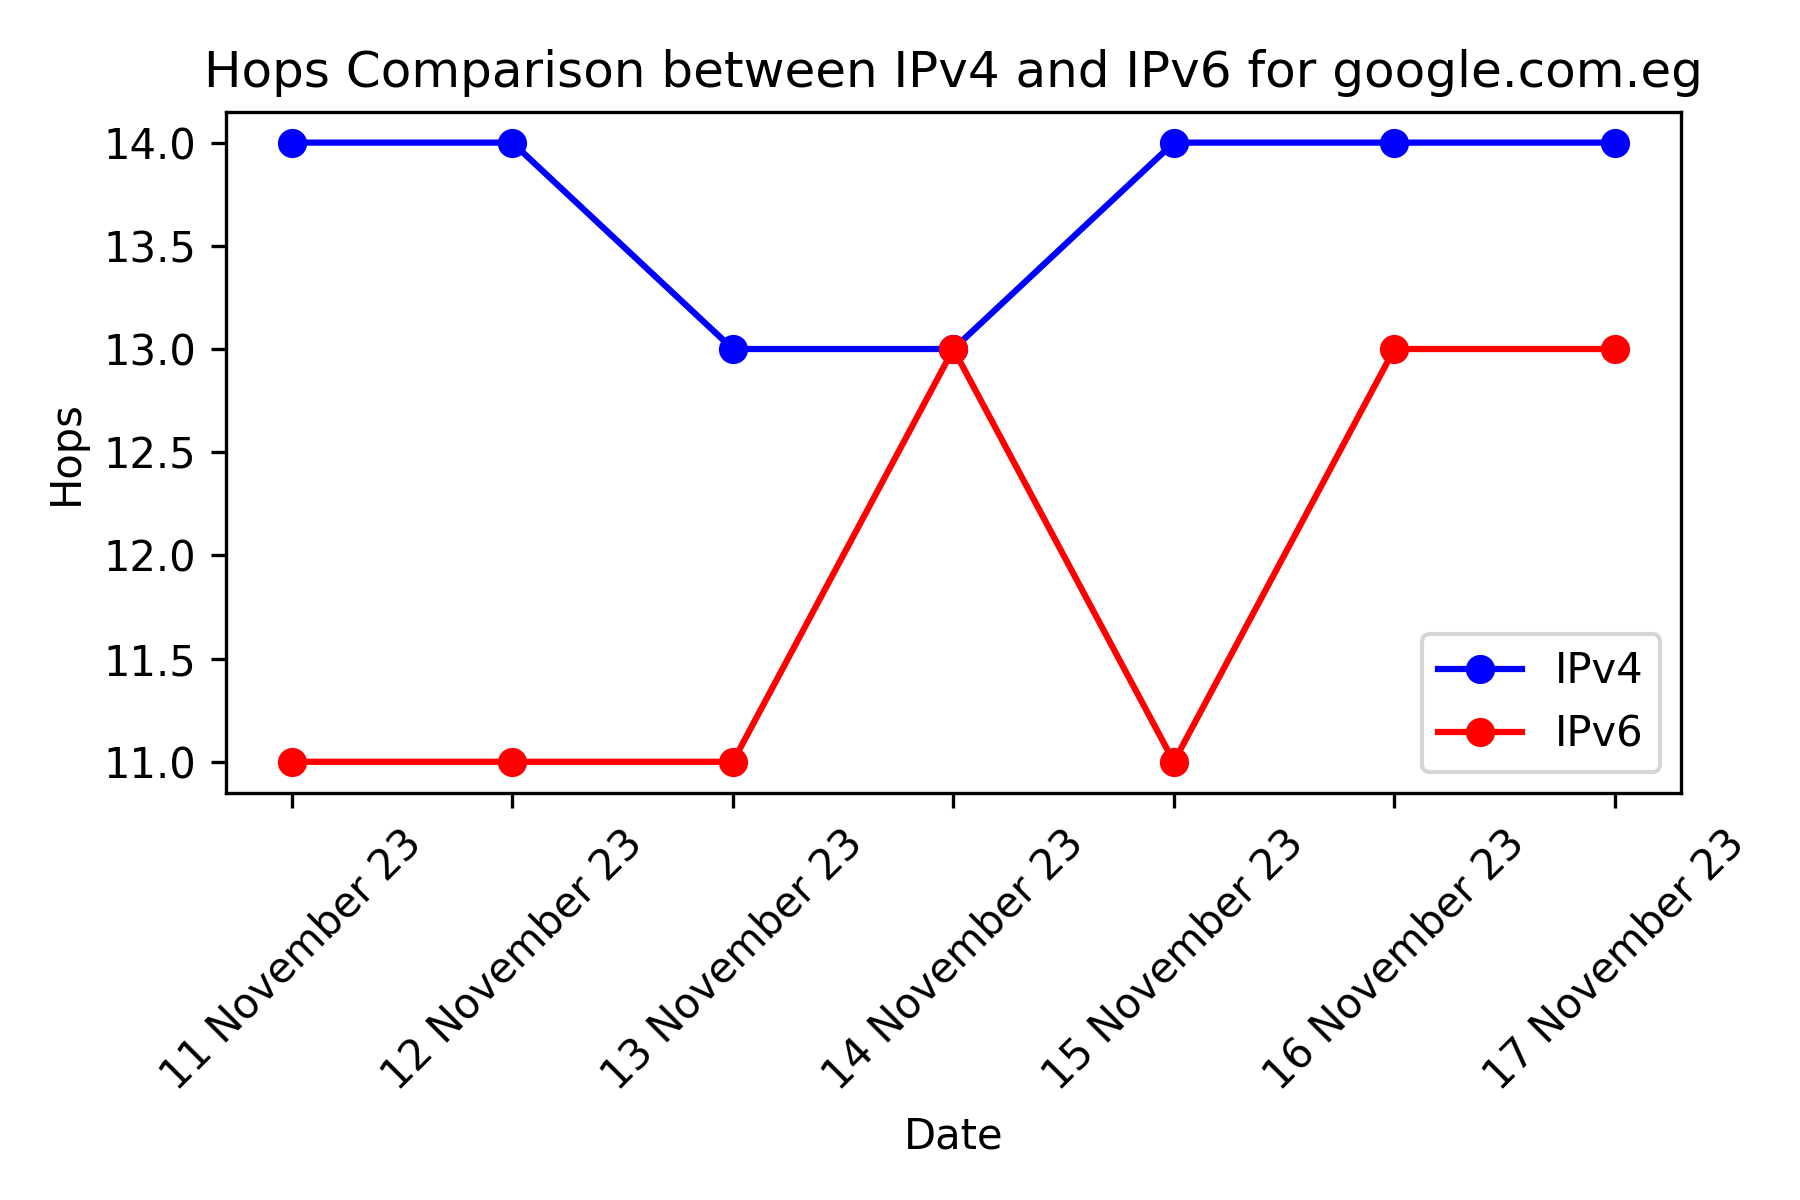 Hops Comparison between IPv4 and IPv6 for google.com.eg
14.0
13.5
13.0
12.5
12.0
11.5
11.0
Hops
IPv4
IPv6
11 November 23
12 November 23
13 November 23
14 November 23
15 November 23
16 November 23
17 November 23
Date